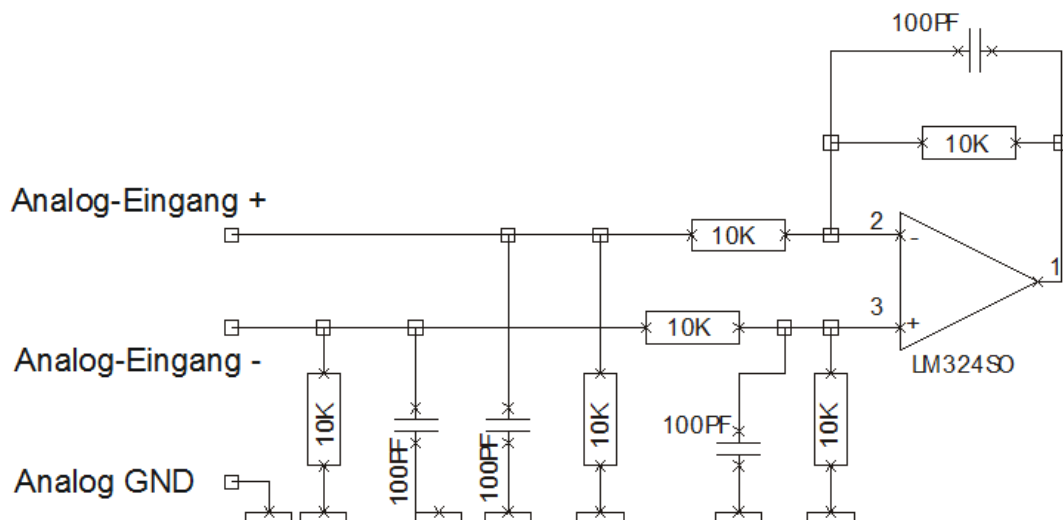 100PF
10K
Analog-Eingang +
10K
2
-
1
3
+
10K
Analog-Eingang -
LM324SO
10K
100PF
100PF
10K
100PF
10K
Analog GND